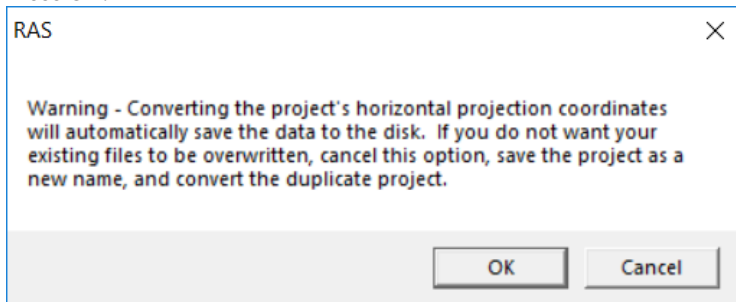 RAS
Warning - Converting the project's horizontal projection coordinates
will automatically save the data to the disk.  If you do not want your
existing files to be overwritten, cancel this option, save the project as a
new name, and convert the duplicate project.
OK
Cancel